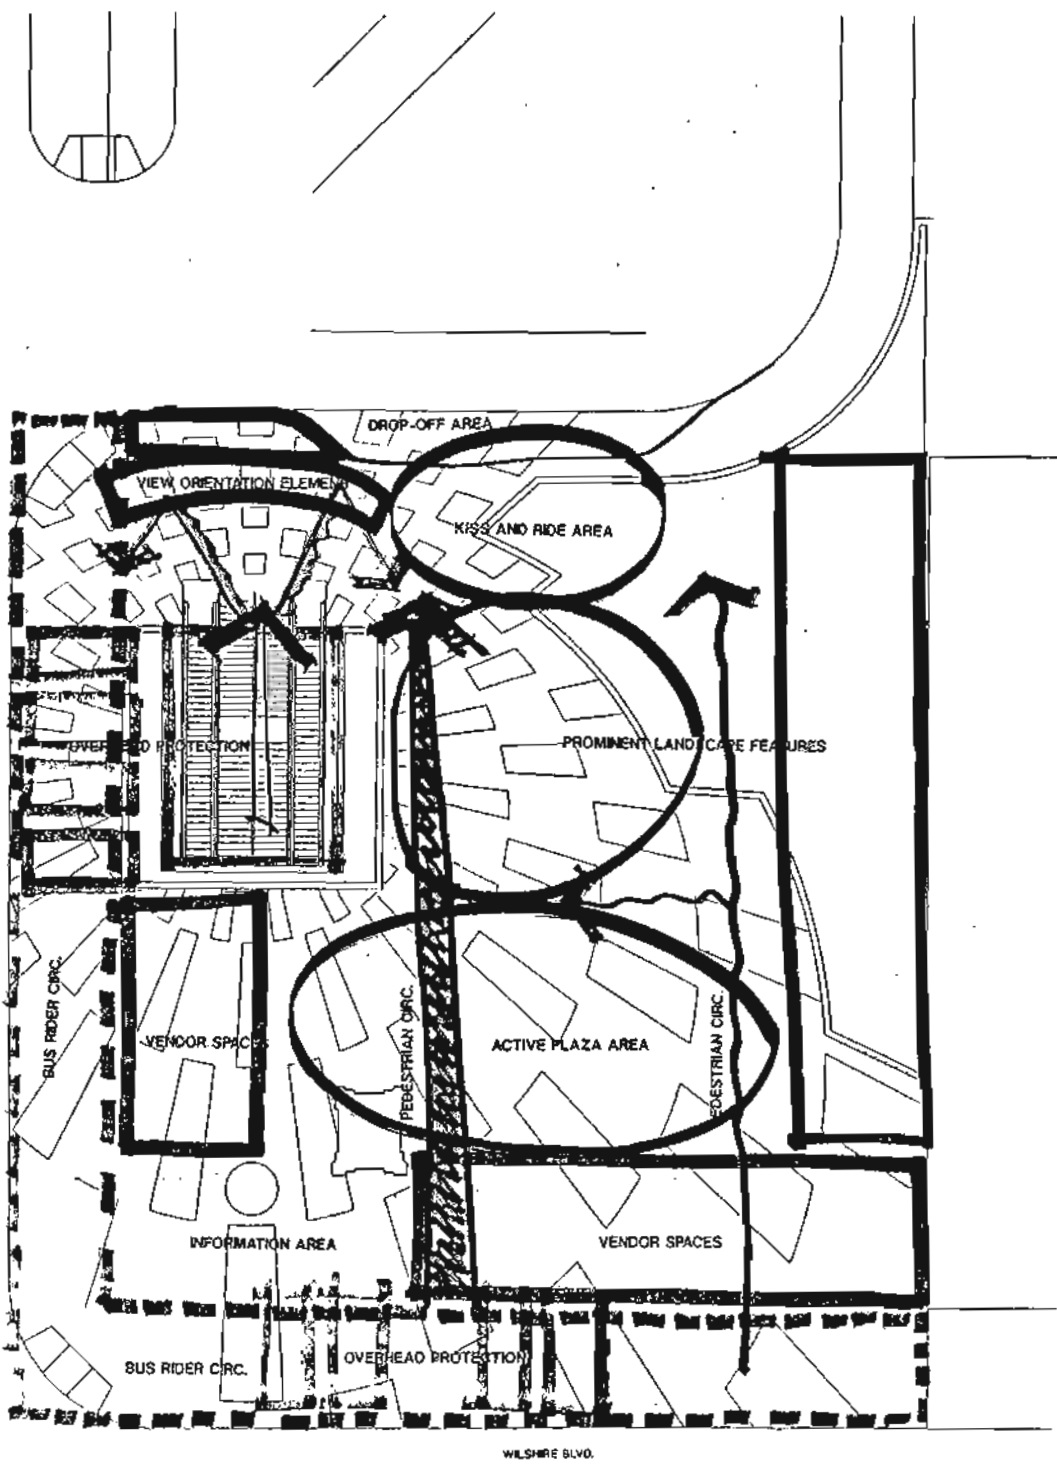 DROP-OFF AREA
VIEW ORIENTATION ELEMENT
KISS AND RIDE AREA
OVERHEAD PROTECTION
PROMINENT LANDSCAPE FEATURES
BUS RIDER CIRC.
VENDOR SPACES
PEDESTRIAN CIRC.
ACTIVE PLAZA AREA
PEDESTRIAN CIRC.
INFORMATION AREA
VENDOR SPACES
BUS RIDER CIRC.
OVERHEAD PROTECTION
WILSHIRE BLVD.